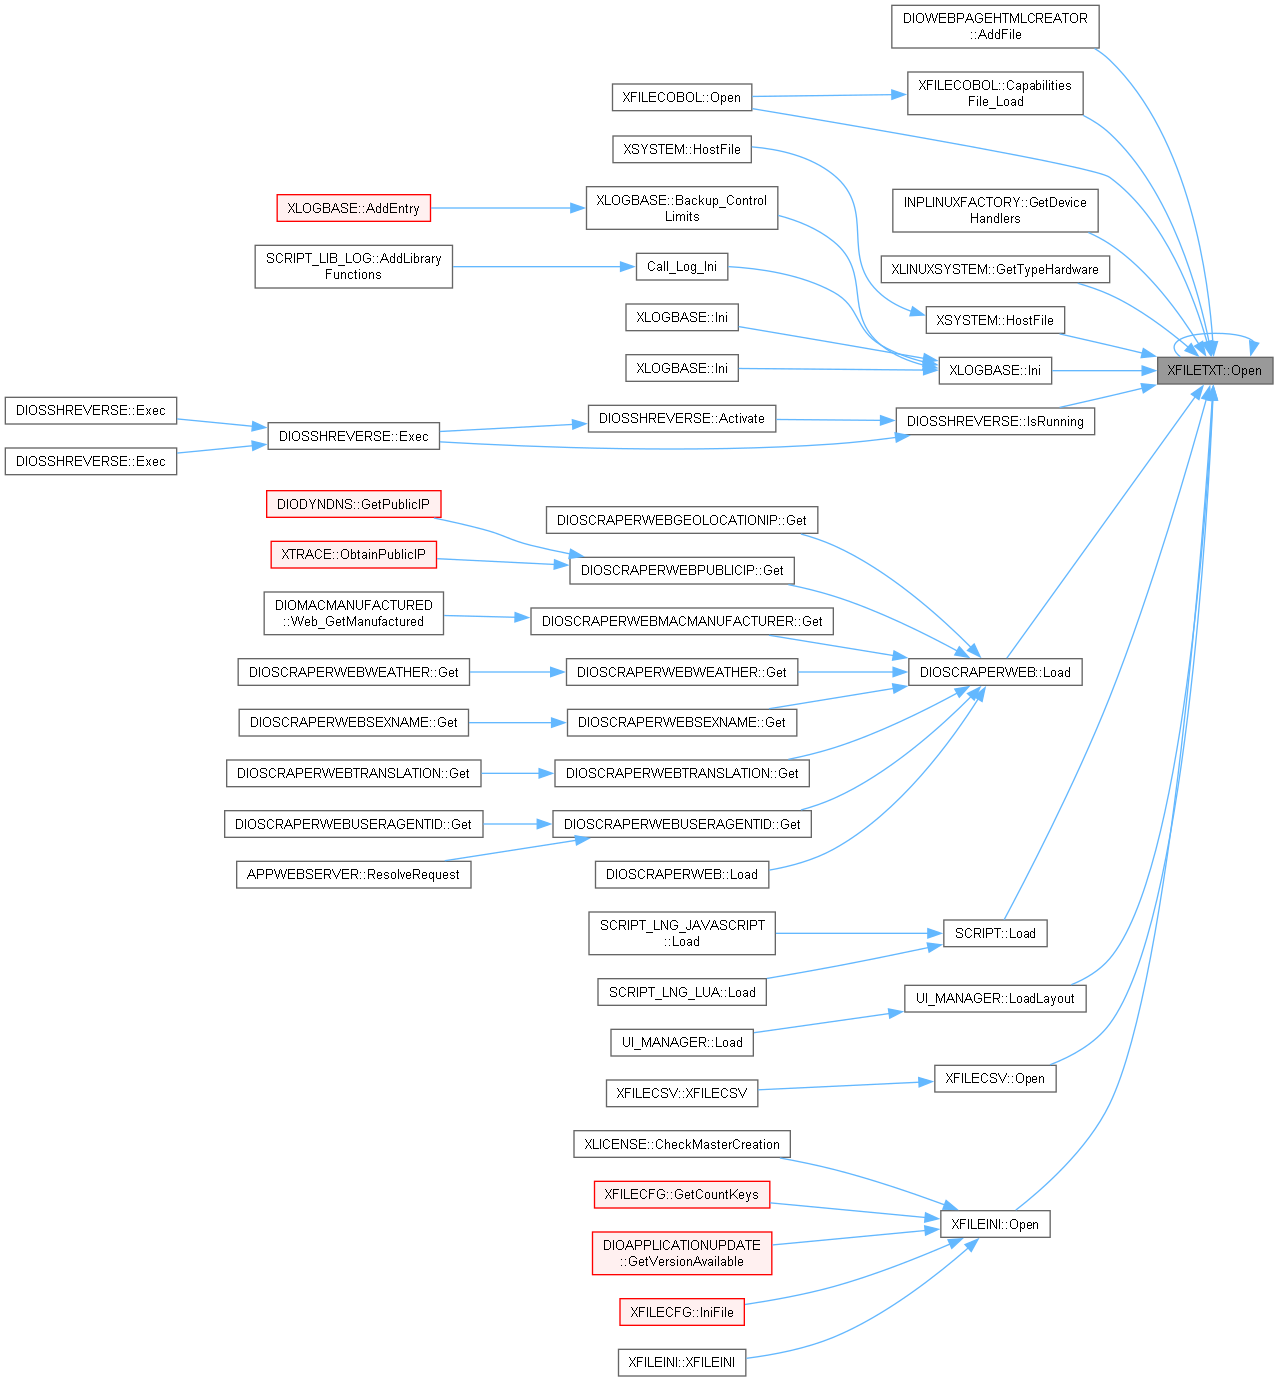 DIOWEBPAGEHTMLCREATOR
::AddFile
XFILECOBOL::Capabilities
File_Load
XFILECOBOL::Open
XSYSTEM::HostFile
XLOGBASE::Backup_Control
Limits
XLOGBASE::AddEntry
INPLINUXFACTORY::GetDevice
Handlers
SCRIPT_LIB_LOG::AddLibrary
Functions
Call_Log_Ini
XLINUXSYSTEM::GetTypeHardware
XLOGBASE::Ini
XSYSTEM::HostFile
XLOGBASE::Ini
XLOGBASE::Ini
XFILETXT::Open
DIOSSHREVERSE::Exec
DIOSSHREVERSE::Exec
DIOSSHREVERSE::Exec
DIOSSHREVERSE::Activate
DIOSSHREVERSE::IsRunning
DIODYNDNS::GetPublicIP
DIOSCRAPERWEBGEOLOCATIONIP::Get
XTRACE::ObtainPublicIP
DIOSCRAPERWEBPUBLICIP::Get
DIOMACMANUFACTURED
::Web_GetManufactured
DIOSCRAPERWEBMACMANUFACTURER::Get
DIOSCRAPERWEBWEATHER::Get
DIOSCRAPERWEBWEATHER::Get
DIOSCRAPERWEB::Load
DIOSCRAPERWEBSEXNAME::Get
DIOSCRAPERWEBSEXNAME::Get
DIOSCRAPERWEBTRANSLATION::Get
DIOSCRAPERWEBTRANSLATION::Get
DIOSCRAPERWEBUSERAGENTID::Get
DIOSCRAPERWEBUSERAGENTID::Get
APPWEBSERVER::ResolveRequest
DIOSCRAPERWEB::Load
SCRIPT_LNG_JAVASCRIPT
::Load
SCRIPT::Load
SCRIPT_LNG_LUA::Load
UI_MANAGER::LoadLayout
UI_MANAGER::Load
XFILECSV::Open
XFILECSV::XFILECSV
XLICENSE::CheckMasterCreation
XFILECFG::GetCountKeys
XFILEINI::Open
DIOAPPLICATIONUPDATE
::GetVersionAvailable
XFILECFG::IniFile
XFILEINI::XFILEINI